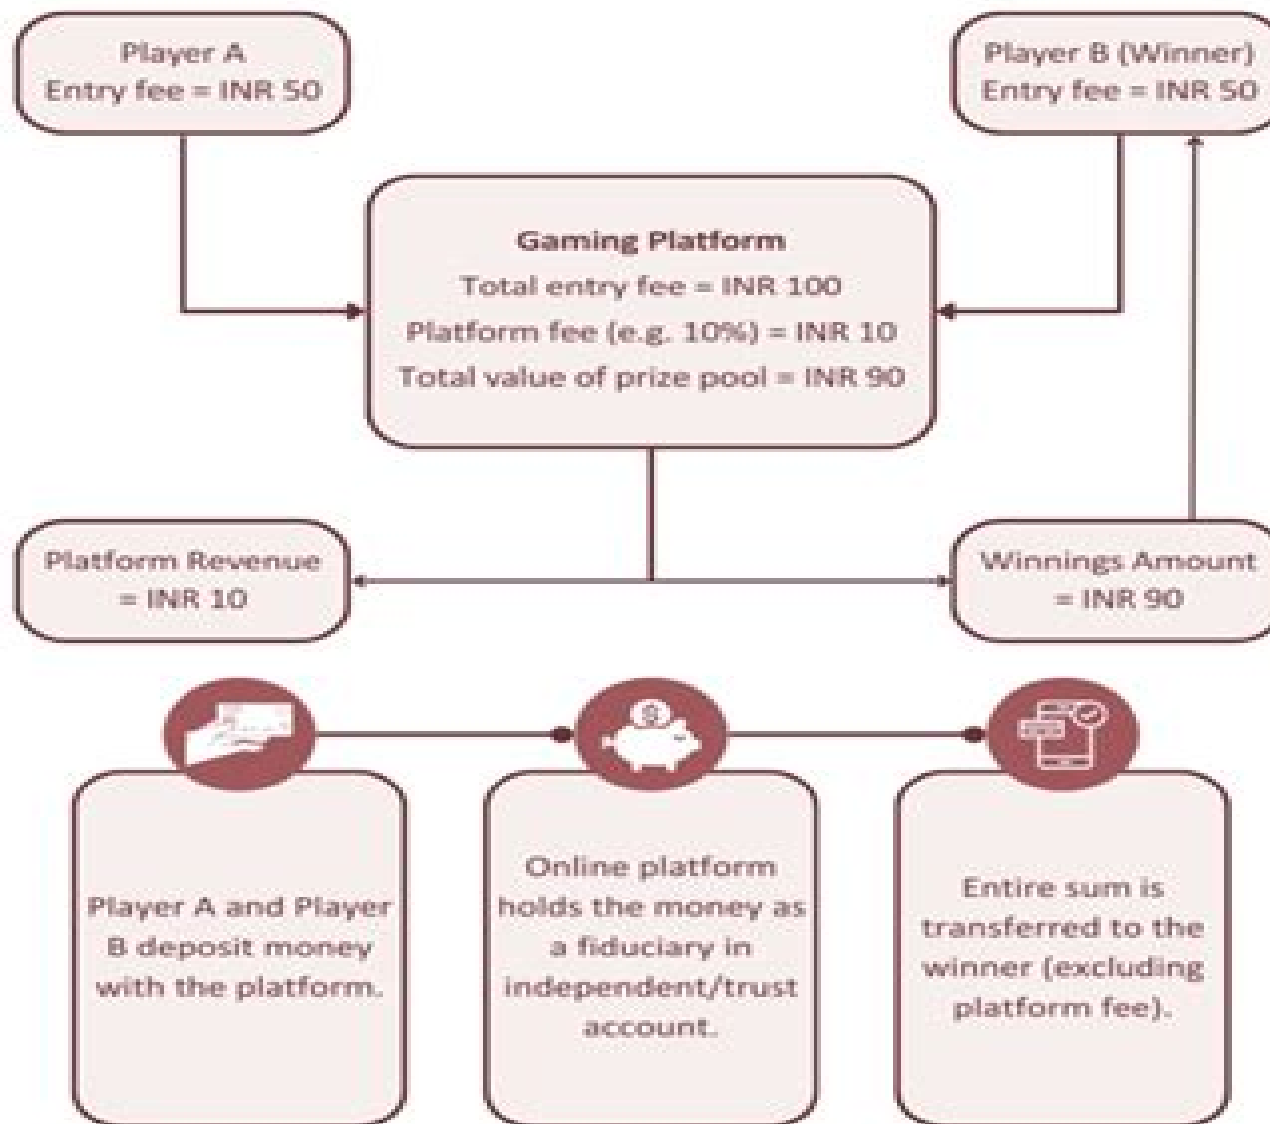 Player A
Entry fee = INR 50
Player B (Winner)
Entry fee = INR 50
Gaming Platform
Total entry fee = INR 100
Platform fee (e.g. 10%) = INR 10
Total value of prize pool = INR 90
Platform Revenue
= INR 10
Winnings Amount
= INR 90
$
Player A and Player
B deposit money
with the platform.
Online platform
holds the money as
a fiduciary in
independent/trust
account.
Entire sum is
transferred to the
winner (excluding
platform fee).